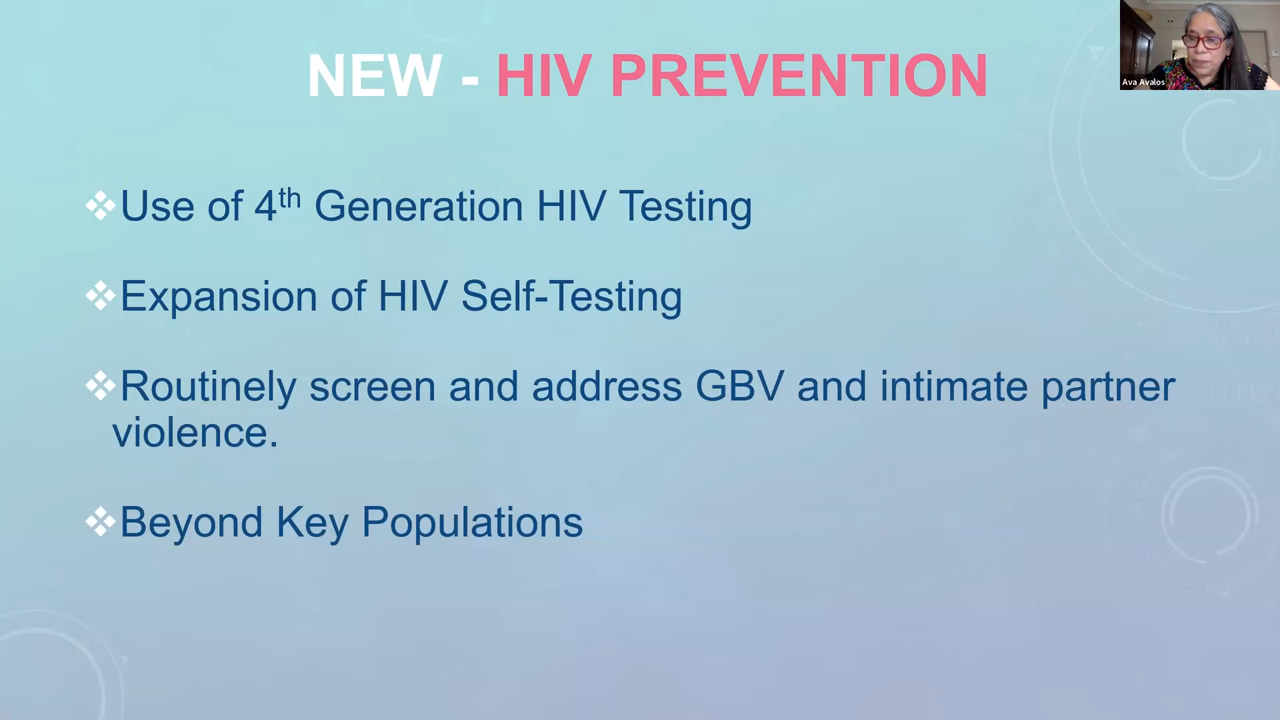 NEW - HIV PREVENTION
Ava Avalos
❖Use of 4th Generation HIV Testing
❖Expansion of HIV Self-Testing
❖Routinely screen and address GBV and intimate partner
violence.
❖Beyond Key Populations